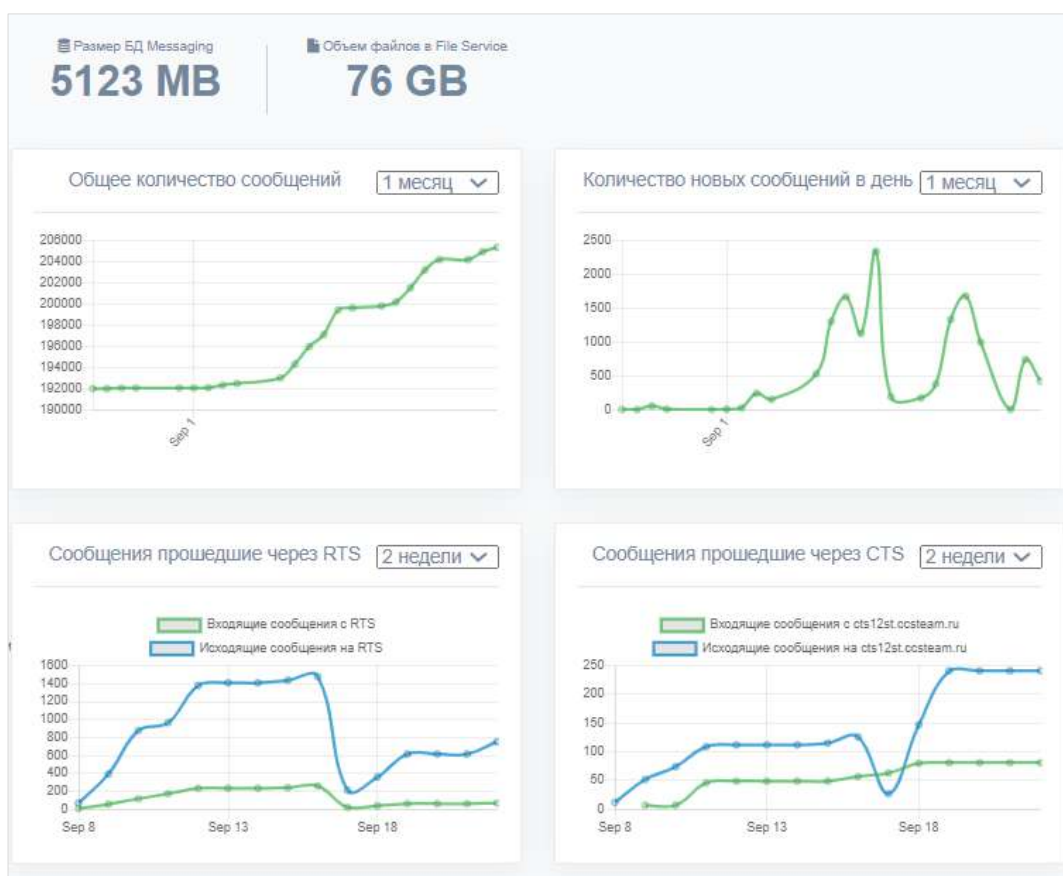 Размер БД Messaging
5123 MB
Объем файлов в File Service
76 GB
Общее количество сообщений
1 месяц
206000
204000
202000
200000
198000
196000
194000
192000
190000
Sep 1
Количество новых сообщений в день
1 месяц
2500
2000
1500
1000
500
0
Sep 1
Сообщения прошедшие через RTS
2 недели
Входящие сообщения с RTS
Исходящие сообщения на RTS
1600
1400
1200
1000
800
600
400
200
0
Sep 8 Sep 13 Sep 18
Сообщения прошедшие через CTS
2 недели
Входящие сообщения с cts12st.ccsteam.ru
Исходящие сообщения на cts12st.ccsteam.ru
250
200
150
100
50
0
Sep 8 Sep 13 Sep 18